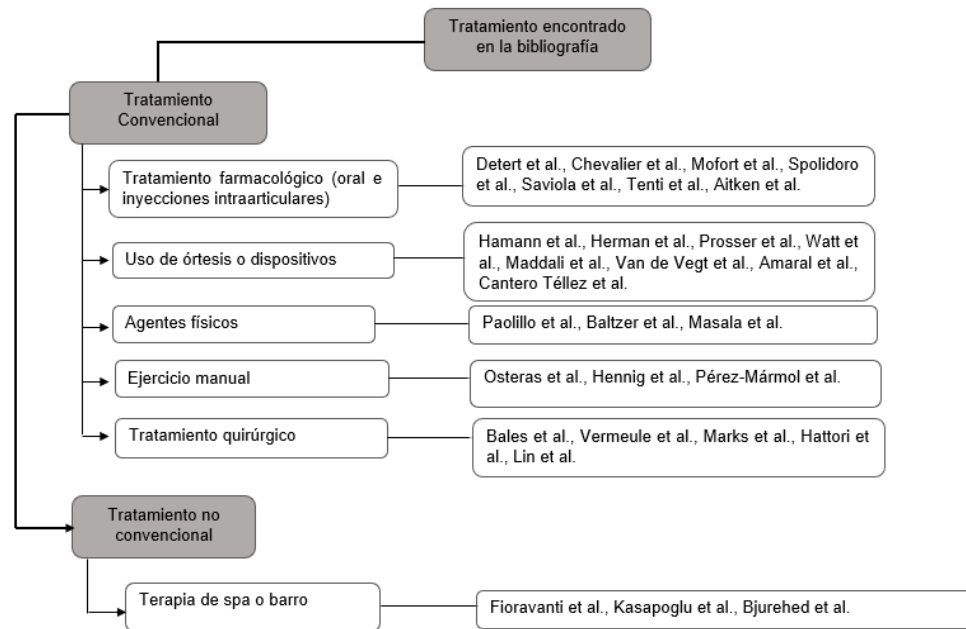 Tratamiento encontrado
en la bibliografía
Tratamiento
Convencional
Tratamiento farmacológico (oral e
inyecciones intraarticulares)
Detert et al., Chevalier et al., Mofort et al., Spolidoro
et al., Saviola et al., Tenti et al., Aitken et al.
Uso de órtesis o dispositivos
Hamann et al., Herman et al., Prosser et al., Watt et
al., Maddali et al., Van de Vegt et al., Amaral et al.,
Cantero Téllez et al.
Agentes físicos
Paolillo et al., Baltzer et al., Masala et al.
Ejercicio manual
Osteras et al., Hennig et al., Pérez-Mármol et al.
Tratamiento quirúrgico
Bales et al., Vermeule et al., Marks et al., Hattori et
al., Lin et al.
Tratamiento no
convencional
Terapia de spa o barro
Fioravanti et al., Kasapoglu et al., Bjurehed et al.